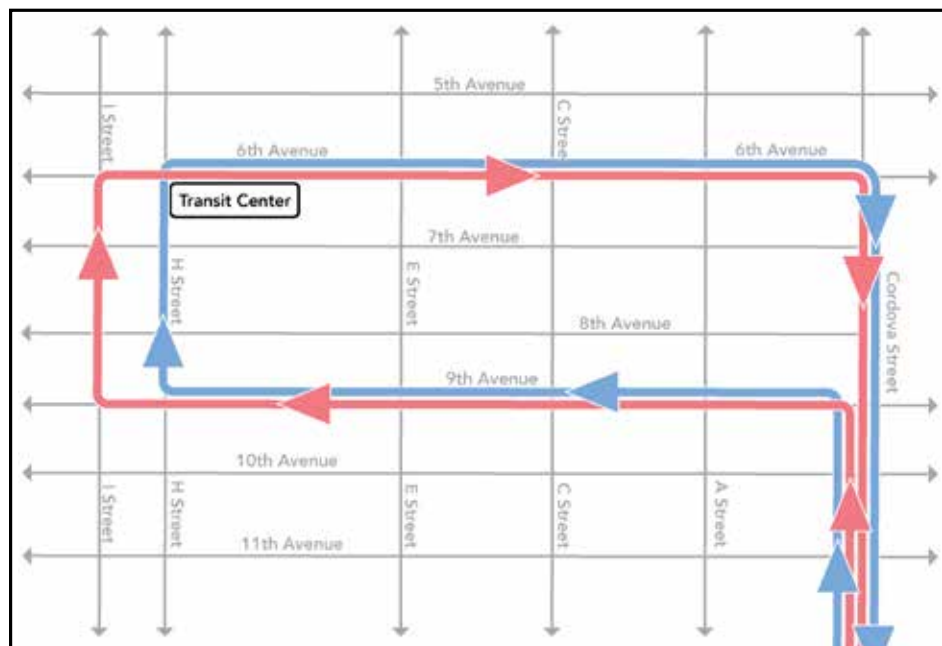 5th Avenue
I Street
C Stree
6th Avenue
6th Avenue
Transit Center
7th Avenue
H Street
E Street
Cordova Street
8th Avenue
9th Avenue
10th Avenue
I Street
H Street
E Street
C Street
A Street
11th Avenue